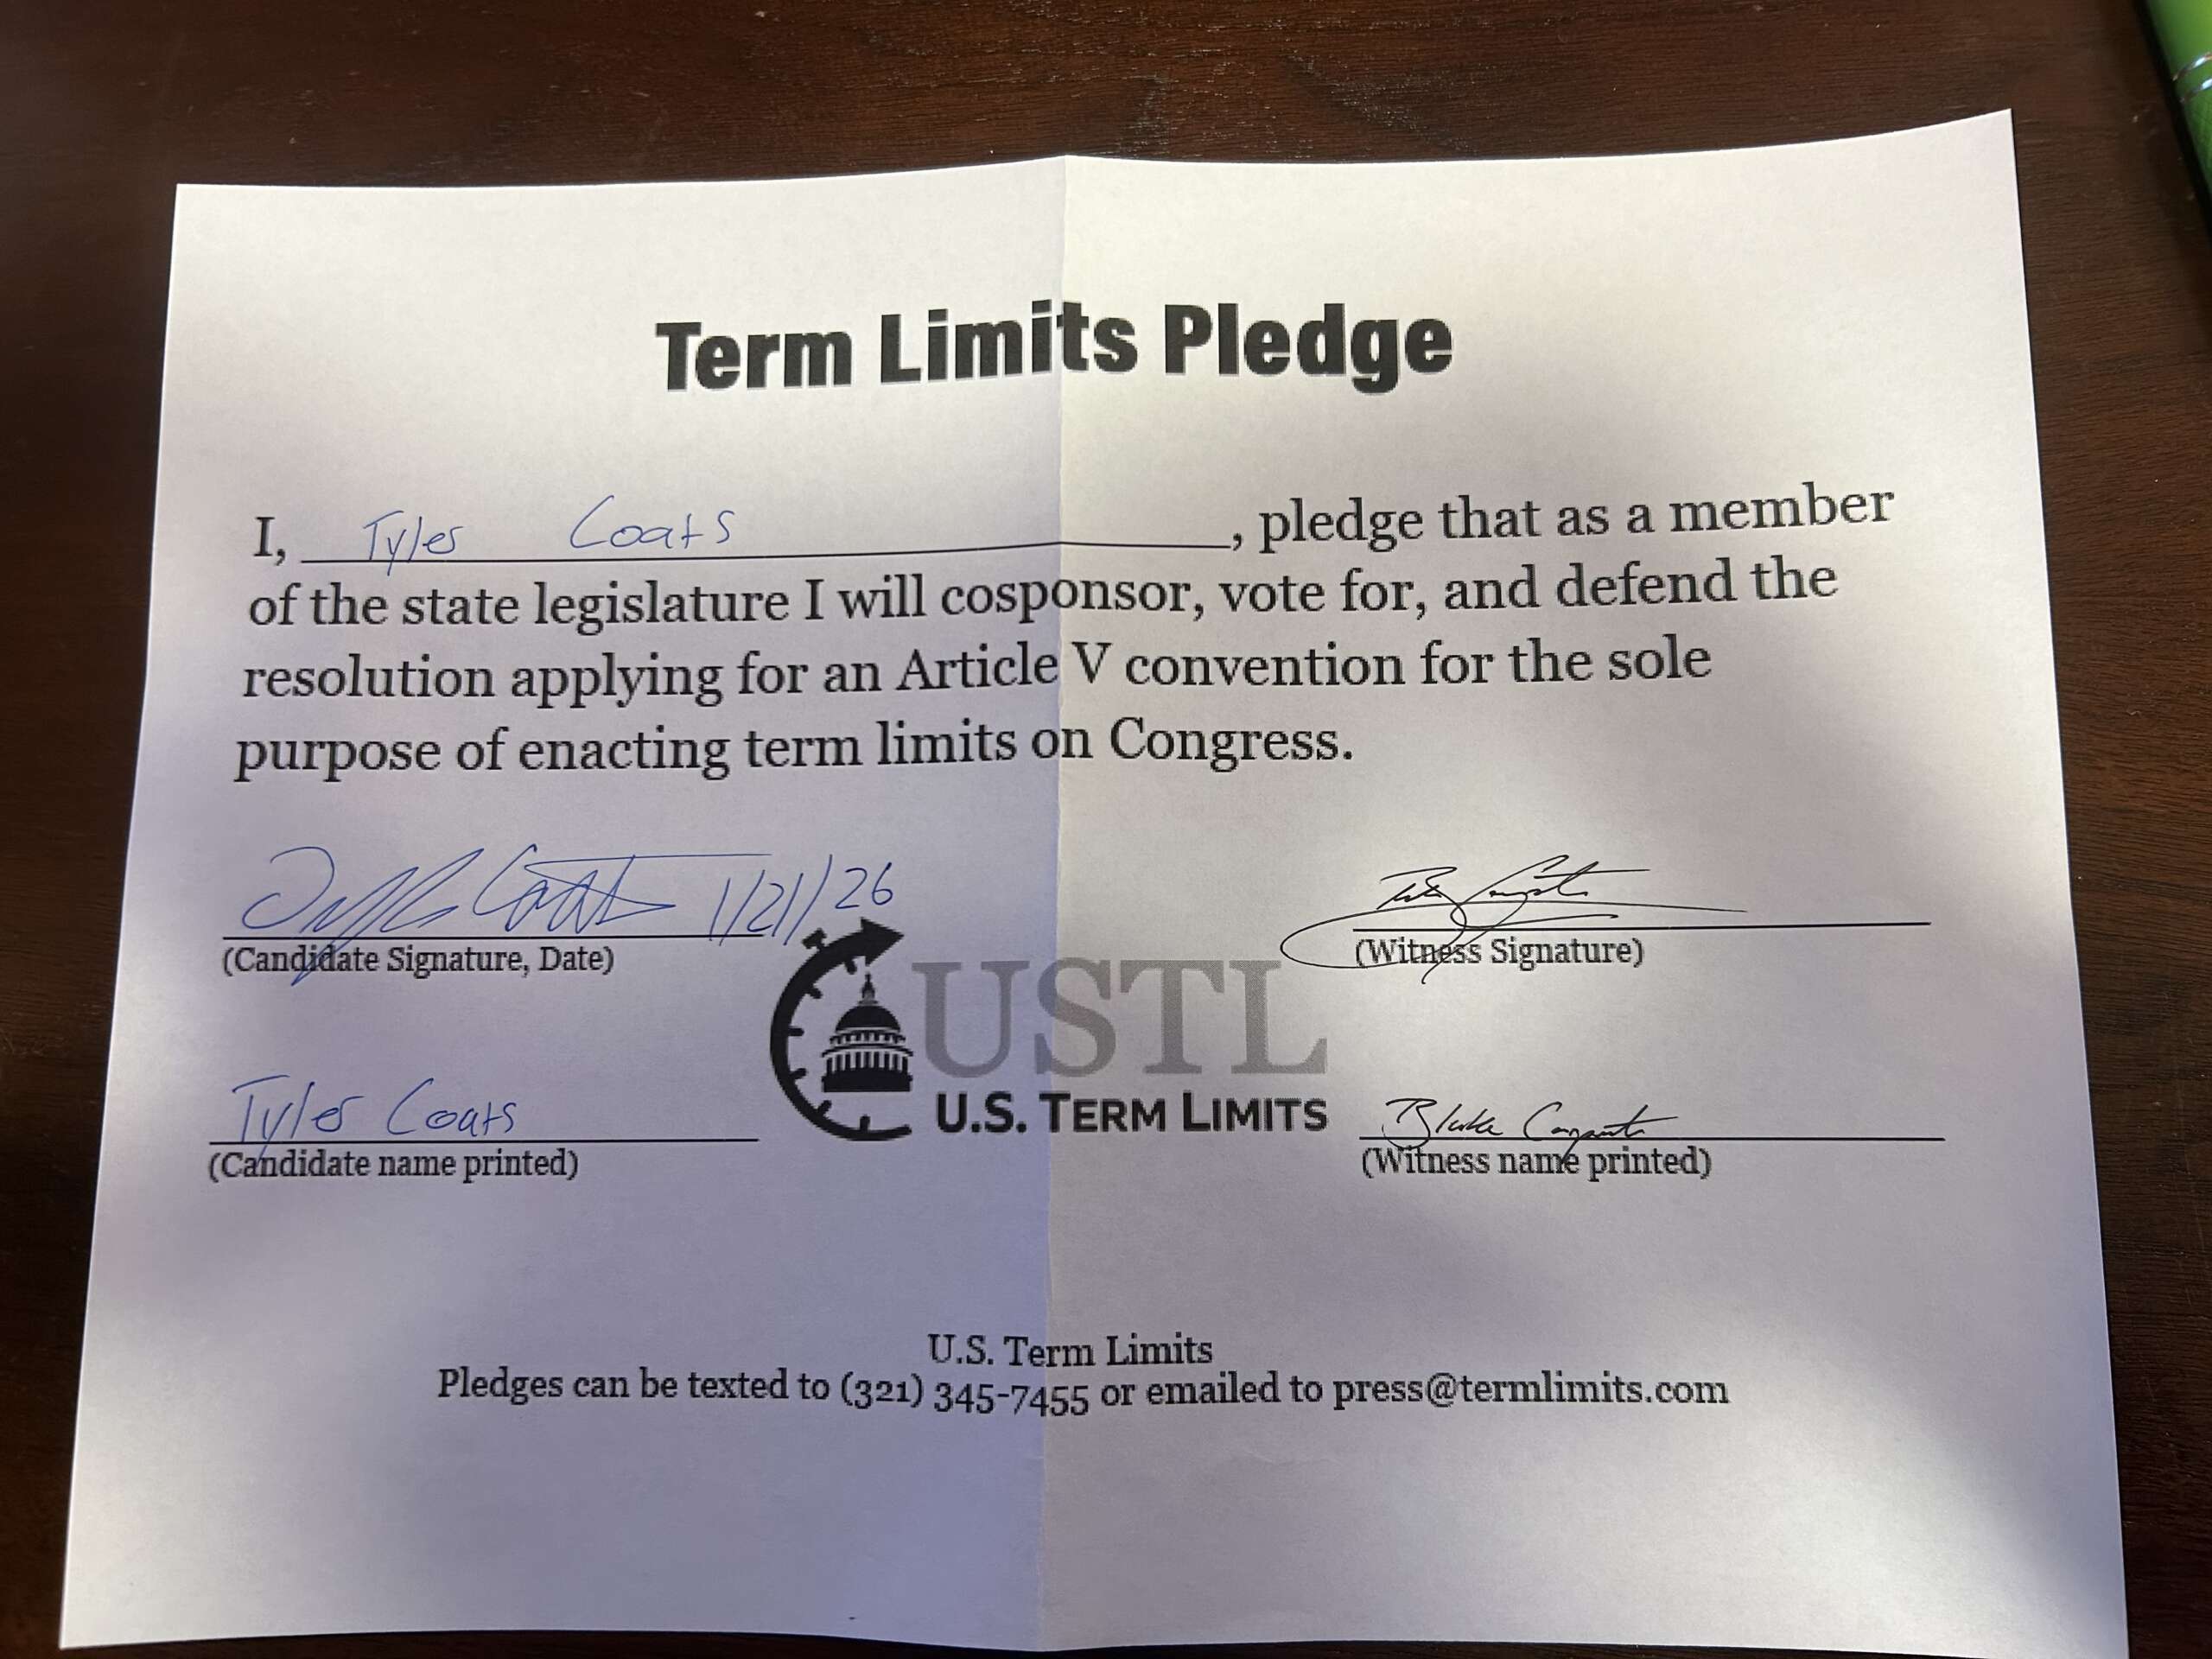 Term Limits Pledge
I, Tyler Coats, pledge that as a member
of the state legislature I will cosponsor, vote for, and defend the
resolution applying for an Article V convention for the sole
purpose of enacting term limits on Congress.
1/21/26
(Candidate Signature, Date)
(Witness Signature)
USTL
U.S. TERM LIMITS
Tyler Coats
Blake
(Candidate name printed)
(Witness name printed)
U.S. Term Limits
Pledges can be texted to (321) 345-7455 or emailed to press@termlimits.com